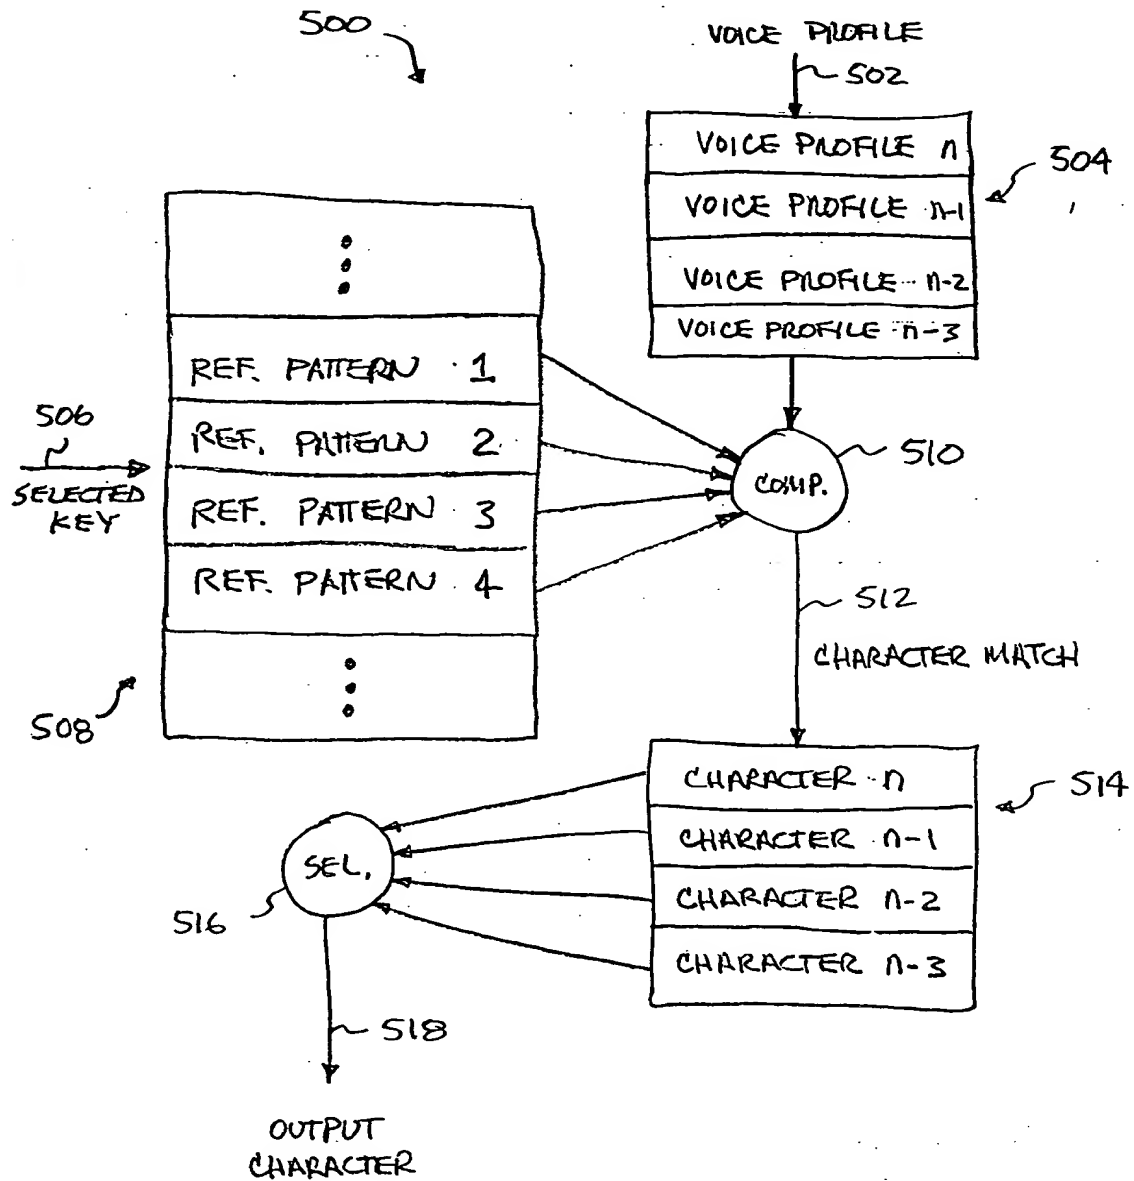 500
VOICE PROFILE
502
VOICE PROFILE n
504
VOICE PROFILE n-1
VOICE PROFILE n-2
VOICE PROFILE n-3
REF. PATTERN 1
506
REF. PATTERN 2
510
SELECTED
KEY
COMP.
REF. PATTERN 3
REF. PATTERN 4
512
CHARACTER MATCH
508
CHARACTER n
514
CHARACTER n-1
SEL.
CHARACTER n-2
516
CHARACTER n-3
518
OUTPUT
CHARACTER